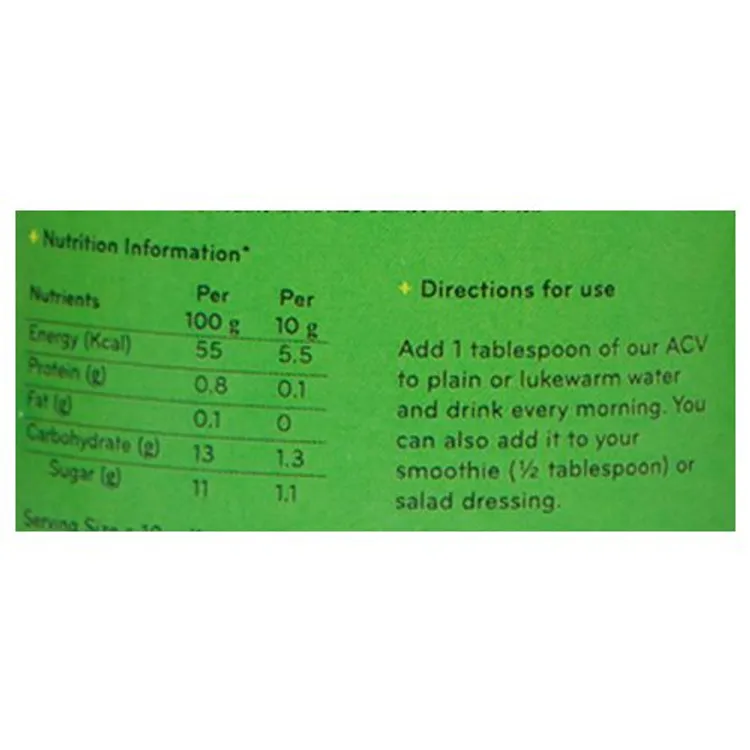 Nutrition Information*
Nutrients Per 100 g Per 10 g
Energy (Kcal) 55 5.5
Protein (g) 0.8 0.1
Fat (g) 0.1 0
Carbohydrate (g) 13 1.3
Sugar (g) 11 1.1
Serving Size
+ Directions for use
Add 1 tablespoon of our ACV
to plain or lukewarm water
and drink every morning. You
can also add it to your
smoothie (½ tablespoon) or
salad dressing.